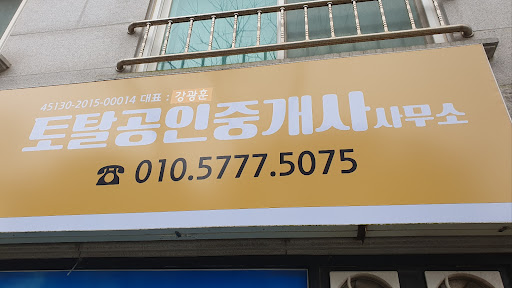 45130-2015-00014 대표 : 강광훈
토탈공인중개사사무소
☎ 010.5777.5075